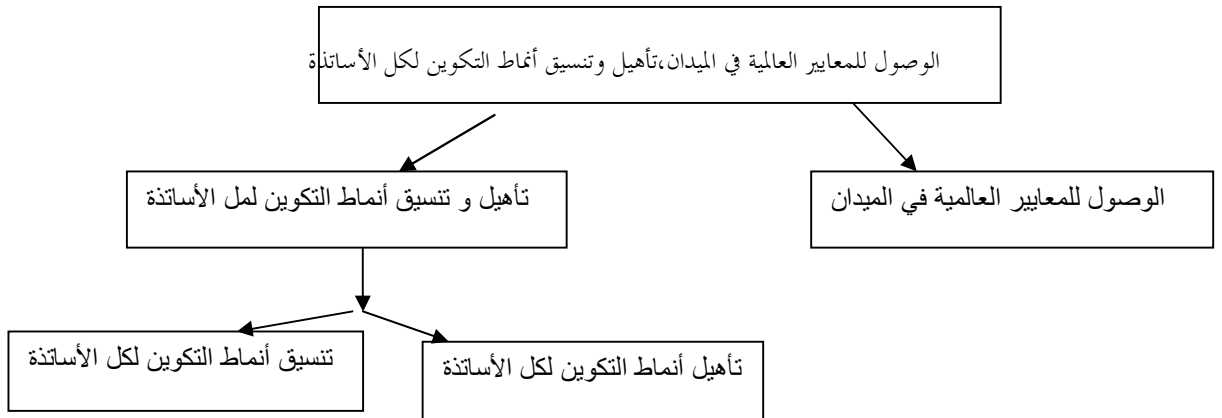 الوصول للمعايير العالمية في الميدان،تأهيل وتنسيق أنماط التكوين لكل الأساتذة
الوصول للمعايير العالمية في الميدان
تأهيل و تنسيق أنماط التكوين لمل الأساتذة
تأهيل أنماط التكوين لكل الأساتذة
تنسيق أنماط التكوين لكل الأساتذة